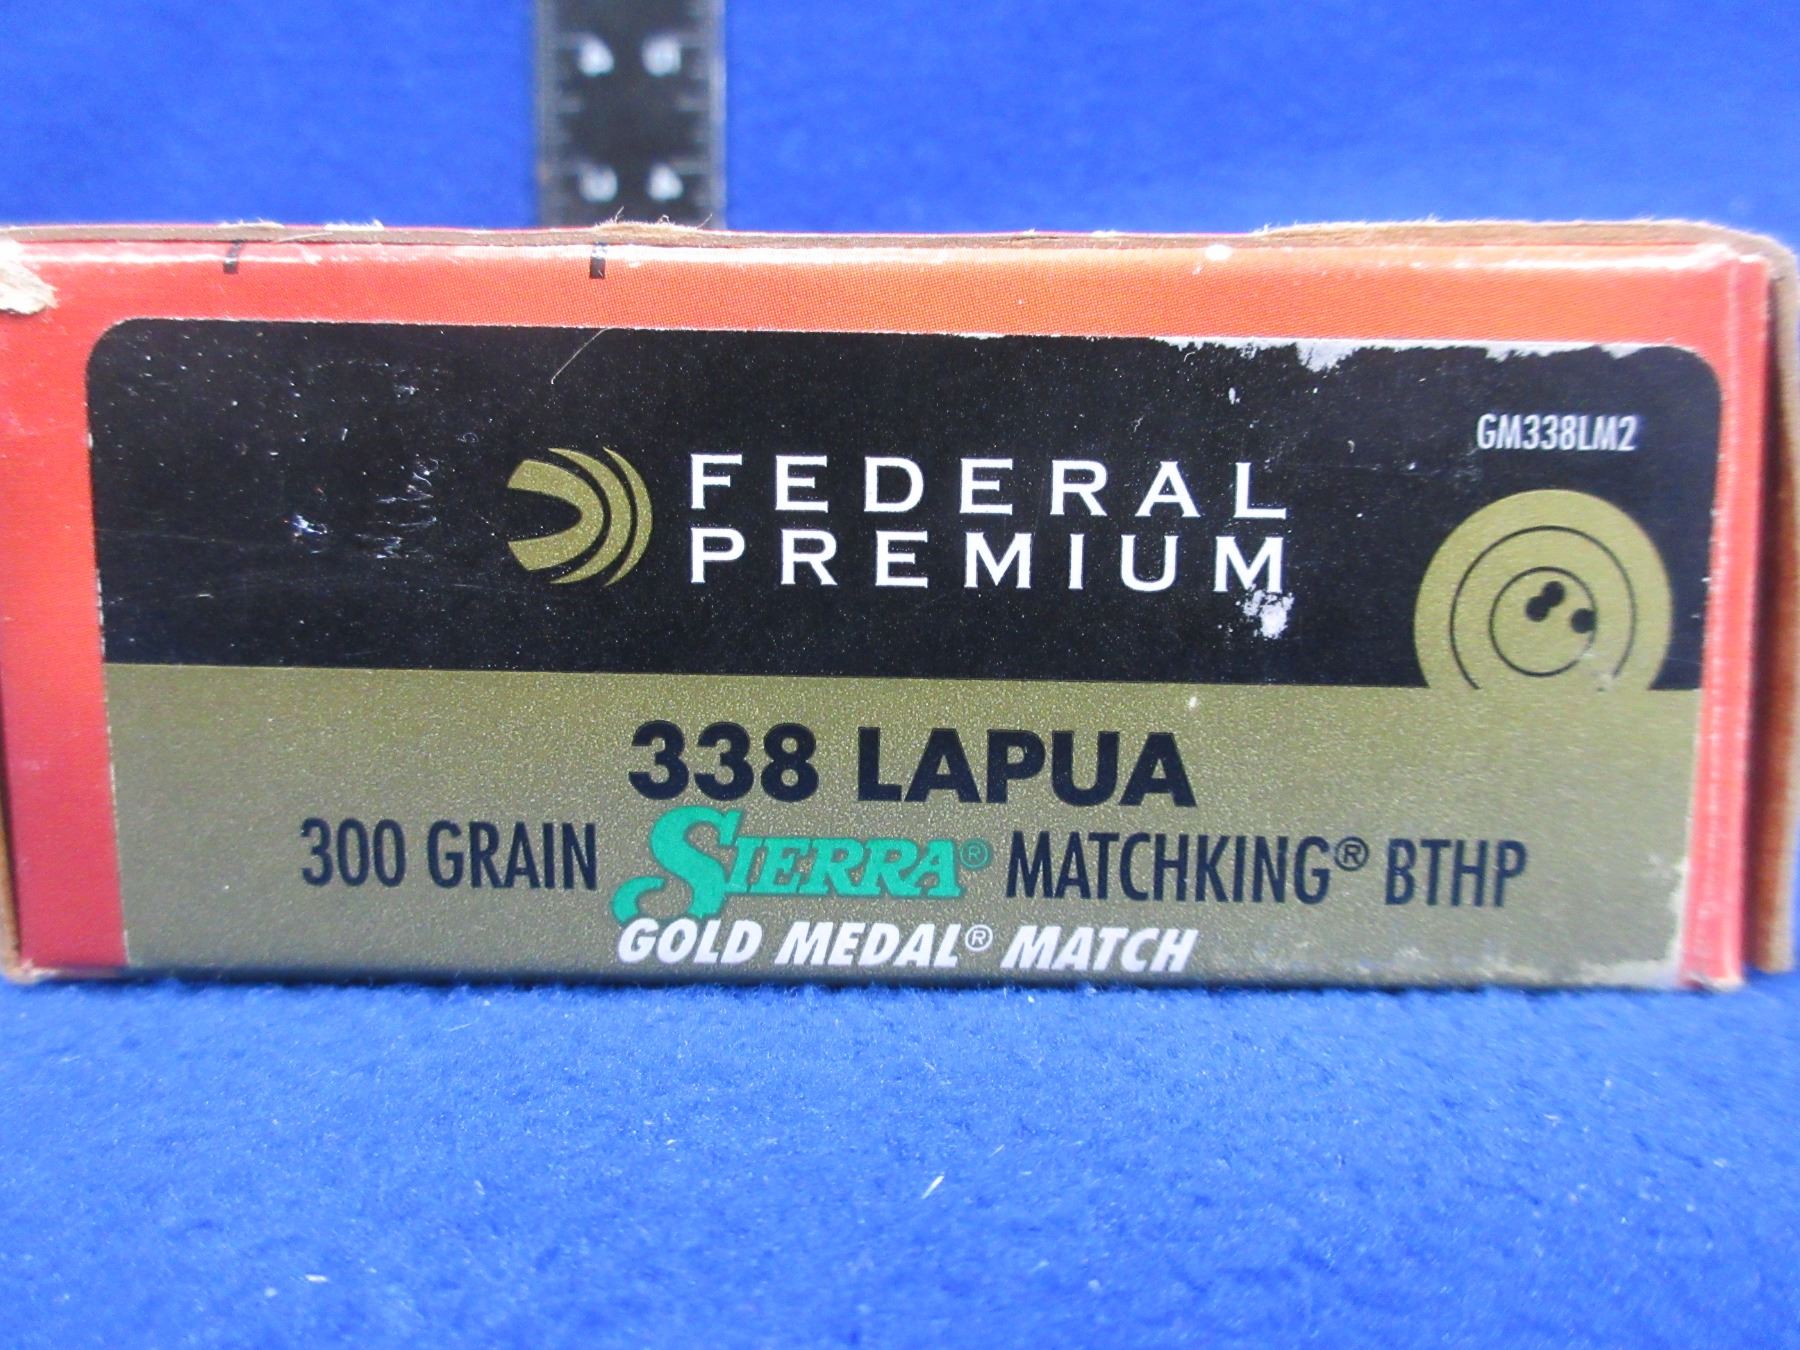 GM338LM2
FEDERAL
PREMIUM
338 LAPUA
300 GRAIN SIERRA® MATCHKING® BTHP
GOLD MEDAL® MATCH